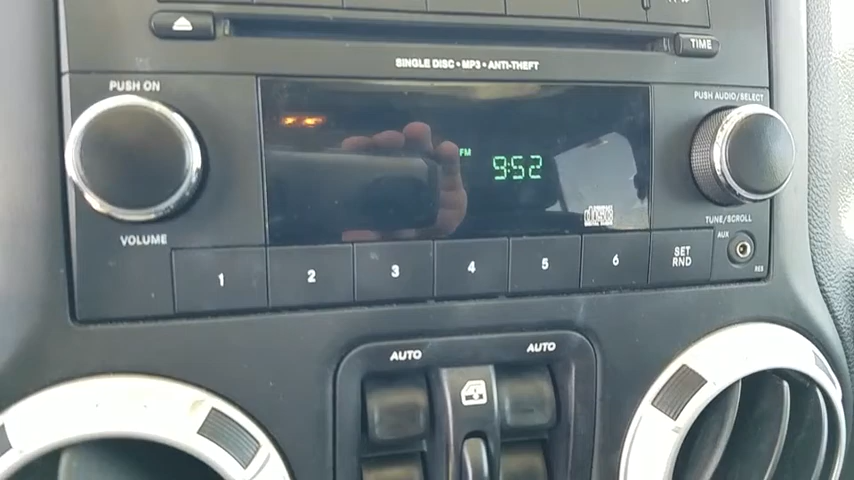 TIME
SINGLE DISC • MP3 • ANTI-THEFT
PUSH ON
PUSH AUDIO/SELECT
FM
9:52
TUNE/SCROLL
VOLUME
AUX
1
2
3
4
5
6
SET
RND
RES
AUTO
AUTO